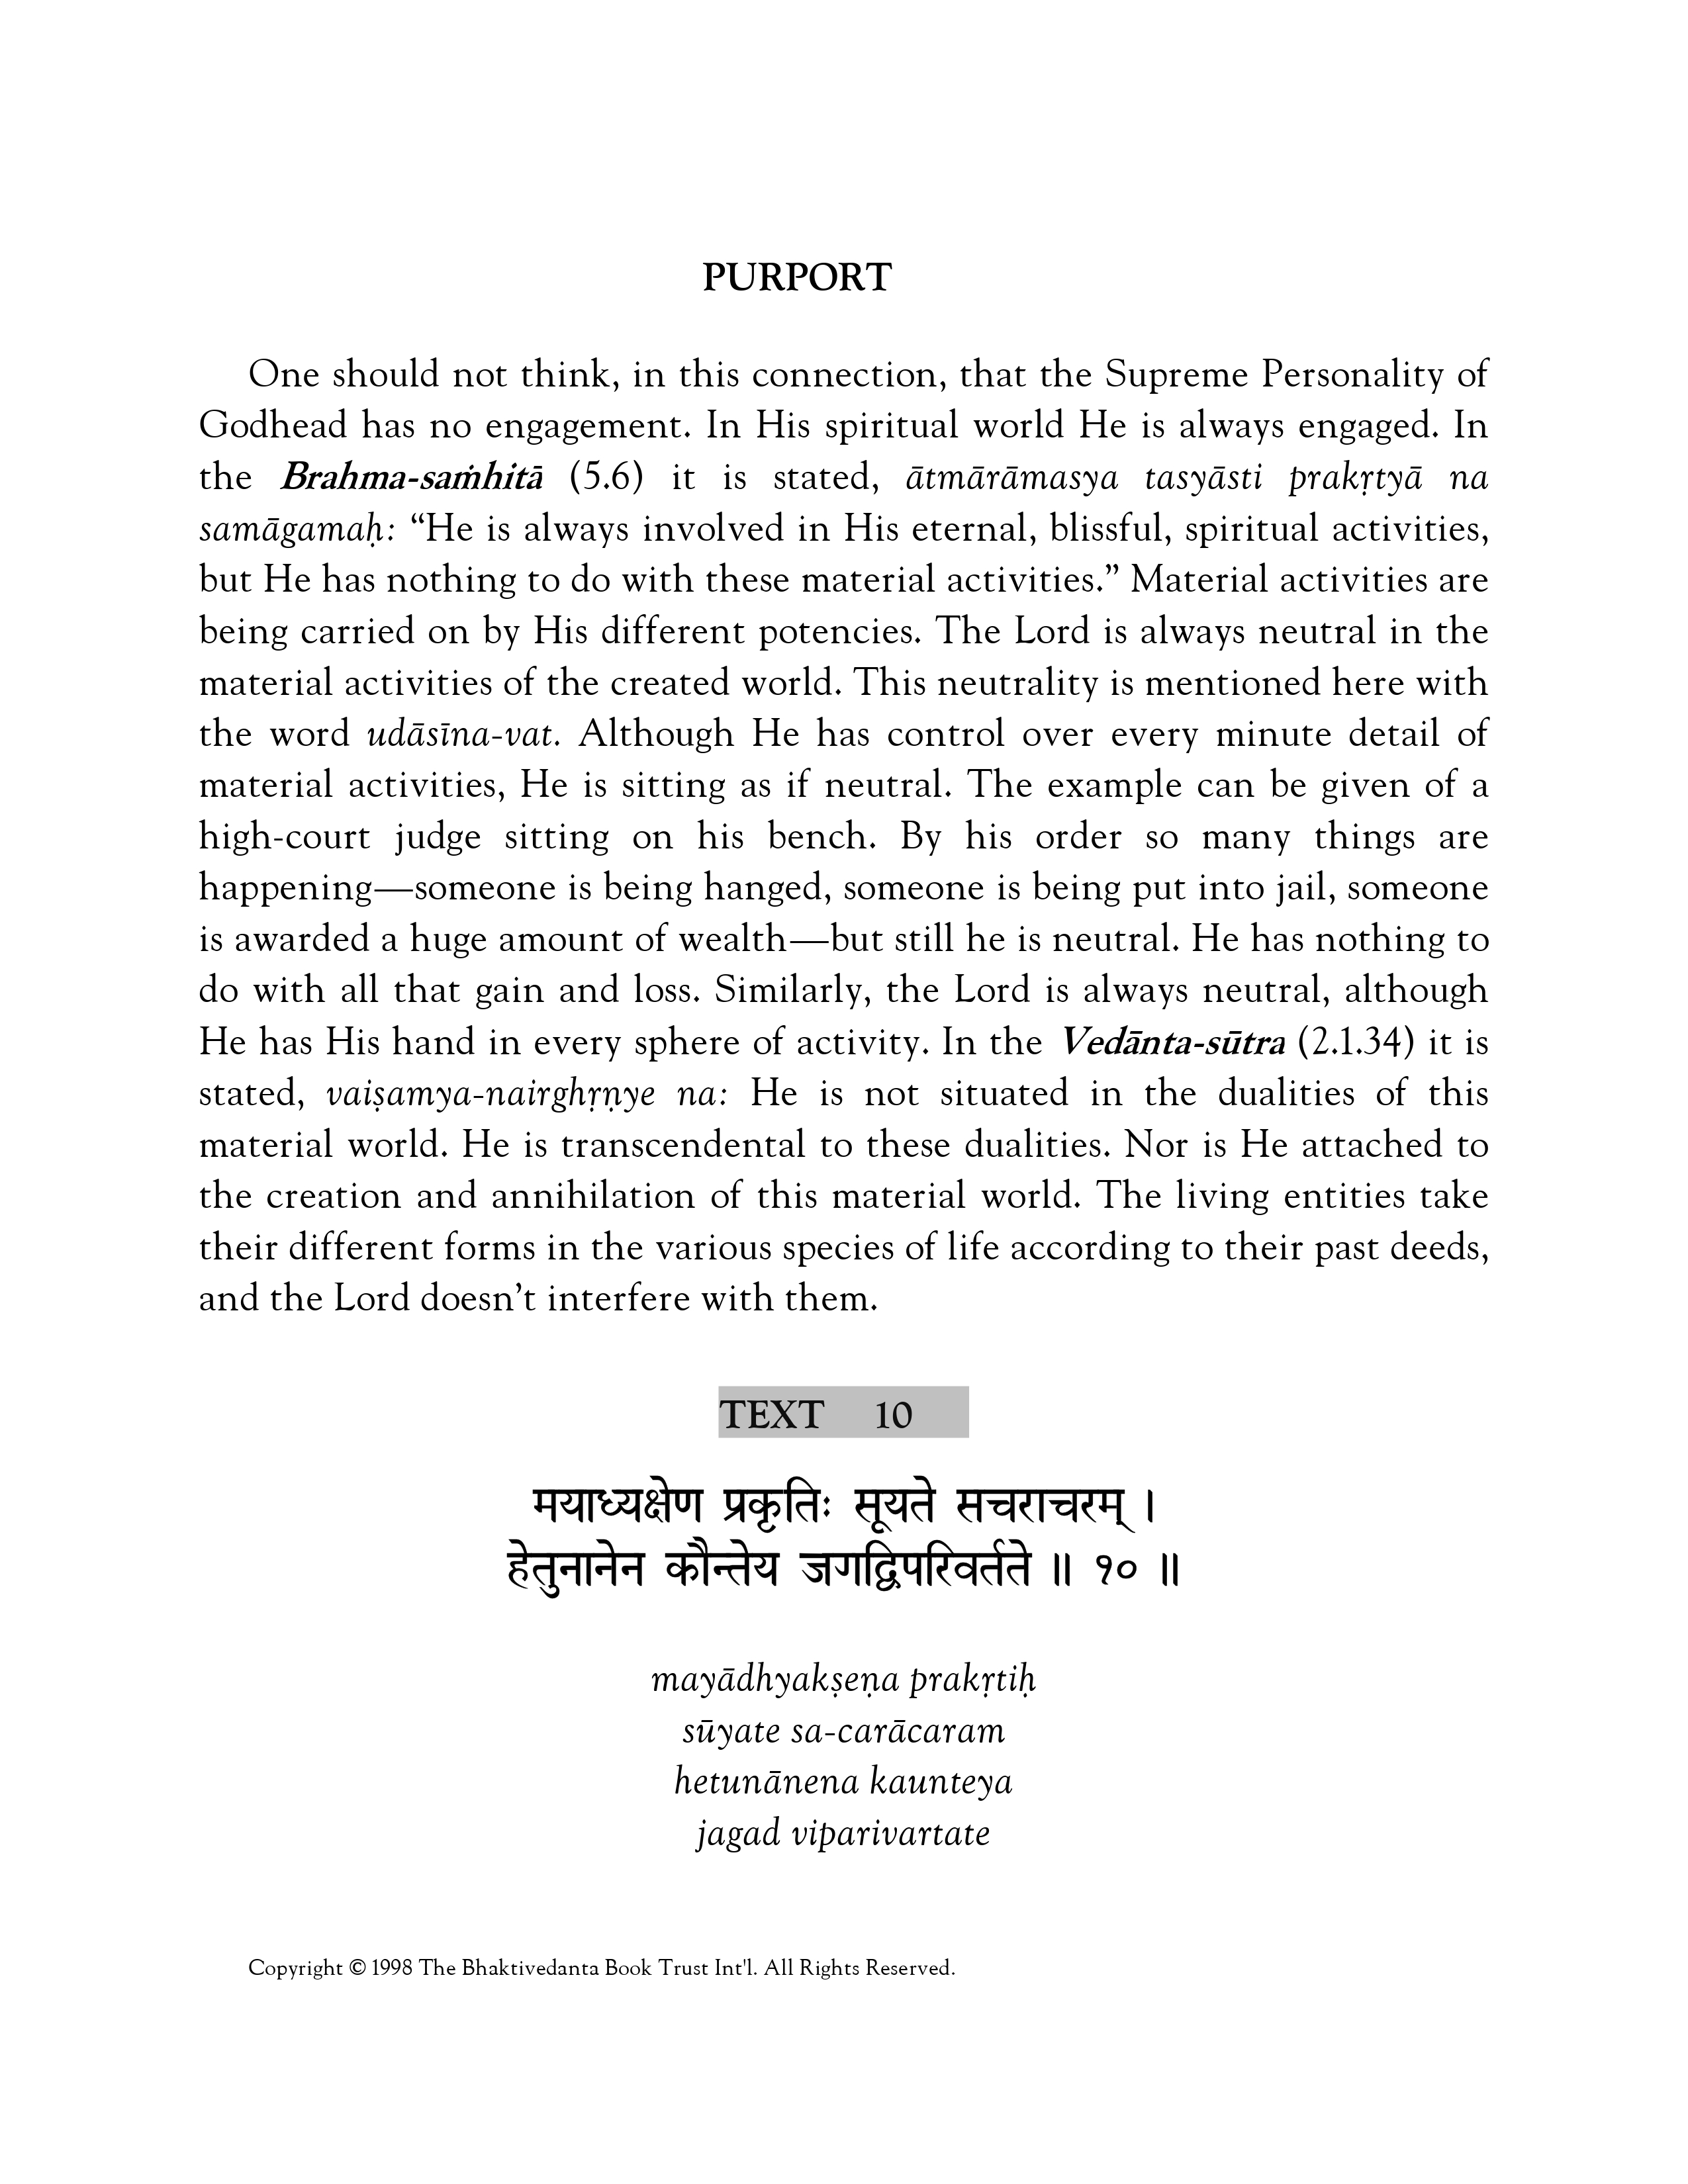 PURPORT
One should not think, in this connection, that the Supreme Personality of
Godhead has no engagement. In His spiritual world He is always engaged. In
the Brahma-saṁhitā (5.6) it is stated, ātmārāmasya tasyāsti prakṛtyā na
samāgamaḥ: “He is always involved in His eternal, blissful, spiritual activities,
but He has nothing to do with these material activities.” Material activities are
being carried on by His different potencies. The Lord is always neutral in the
material activities of the created world. This neutrality is mentioned here with
the word udāsīna-vat. Although He has control over every minute detail of
material activities, He is sitting as if neutral. The example can be given of a
high-court judge sitting on his bench. By his order so many things are
happening—someone is being hanged, someone is being put into jail, someone
is awarded a huge amount of wealth—but still he is neutral. He has nothing to
do with all that gain and loss. Similarly, the Lord is always neutral, although
He has His hand in every sphere of activity. In the Vedānta-sūtra (2.1.34) it is
stated, vaiṣamya-nairghṛṇye na: He is not situated in the dualities of this
material world. He is transcendental to these dualities. Nor is He attached to
the creation and annihilation of this material world. The living entities take
their different forms in the various species of life according to their past deeds,
and the Lord doesn’t interfere with them.
TEXT 10
मयाध्यक्षेण प्रकृतिः सूयते सचराचरम् ।
हेतुनानेन कौन्तेय जगद्विपरिवर्तते ॥ १० ॥
mayādhyakṣeṇa prakṛtiḥ
sūyate sa-carācaram
hetunānena kaunteya
jagad viparivartate
Copyright © 1998 The Bhaktivedanta Book Trust Int'l. All Rights Reserved.